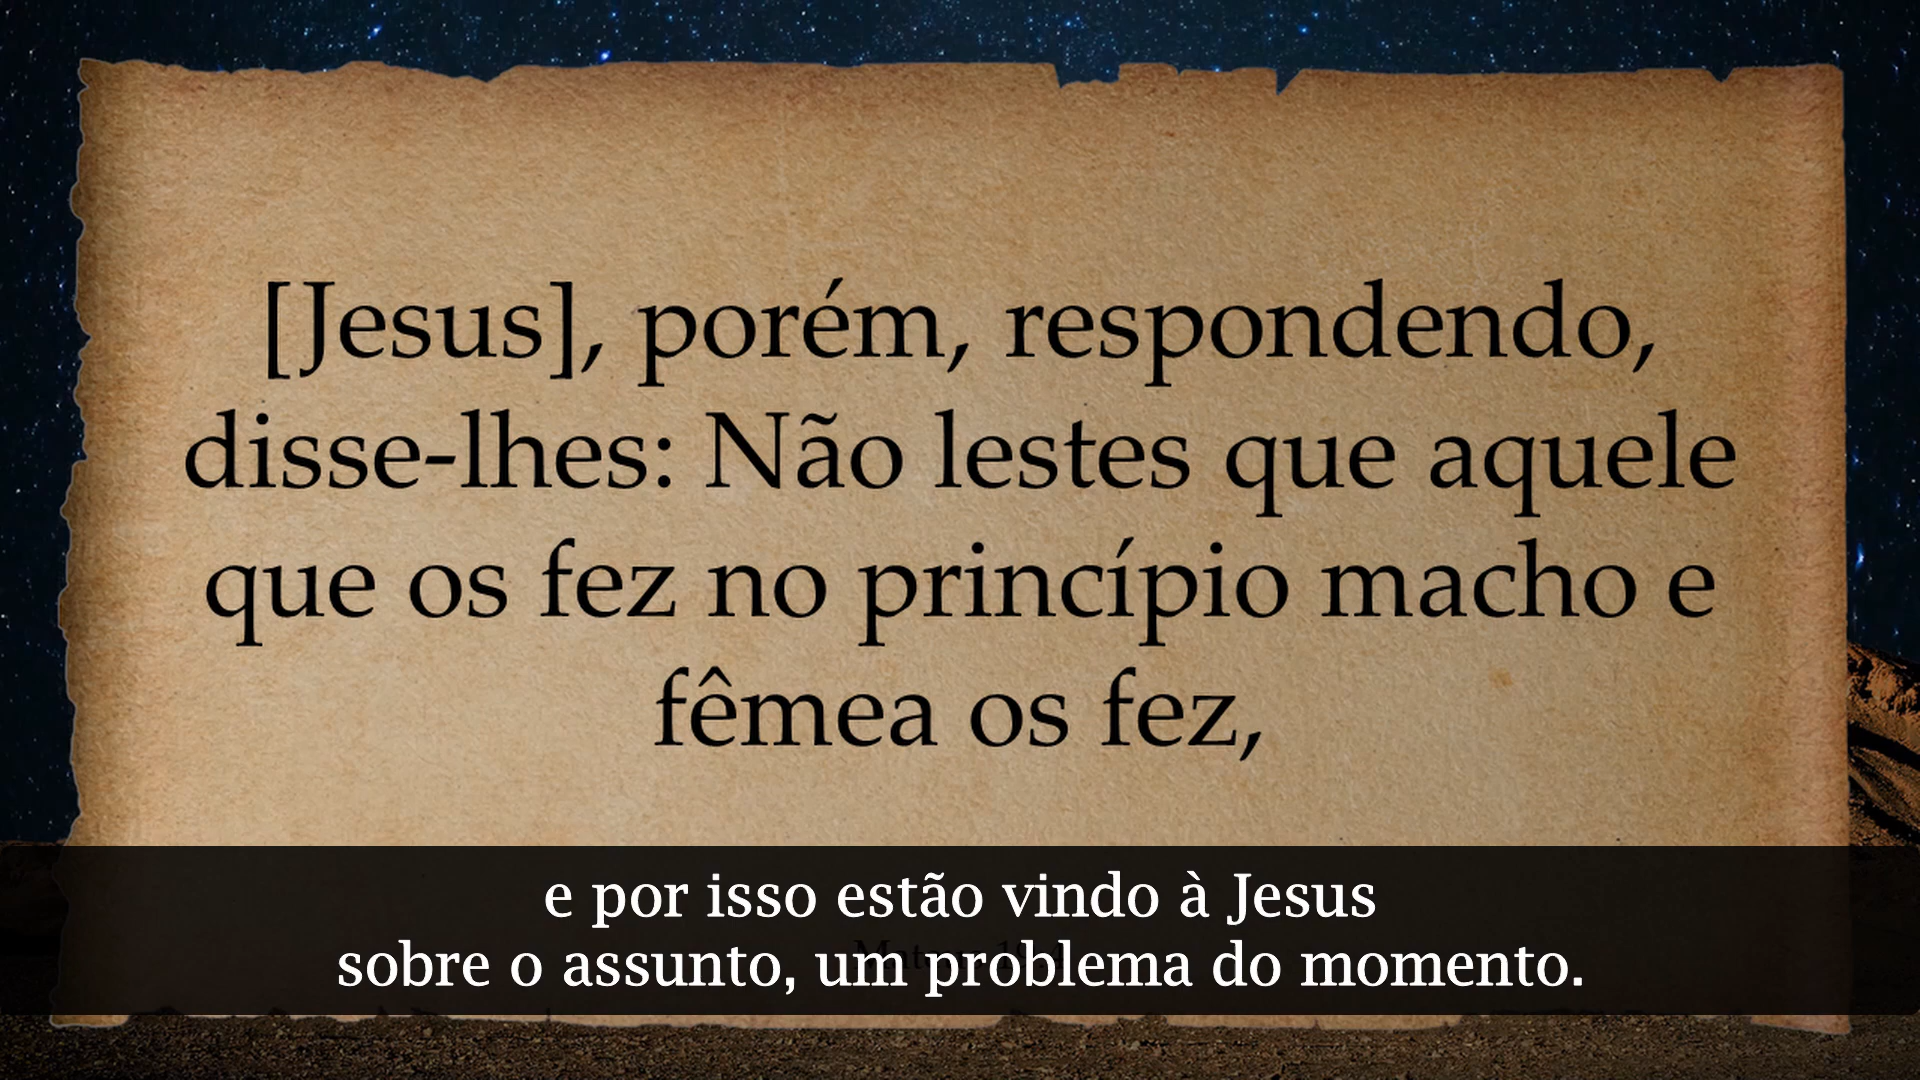 [Jesus], porém, respondendo,
disse-lhes: Não lestes que aquele
que os fez no princípio macho e
fêmea os fez,
e por isso estão vindo à Jesus
sobre o assunto, um problema do momento.